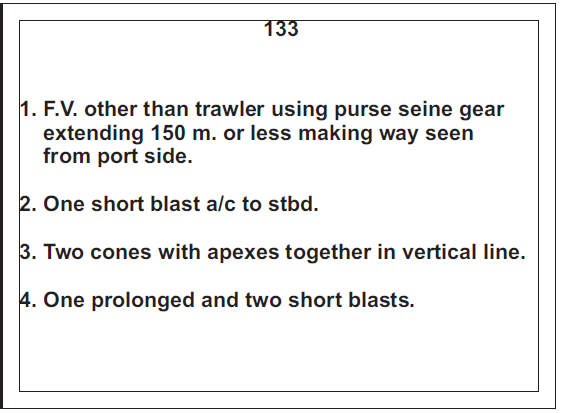 133
1. F.V. other than trawler using purse seine gear
extending 150 m. or less making way seen
from port side.
2. One short blast a/c to stbd.
3. Two cones with apexes together in vertical line.
4. One prolonged and two short blasts.